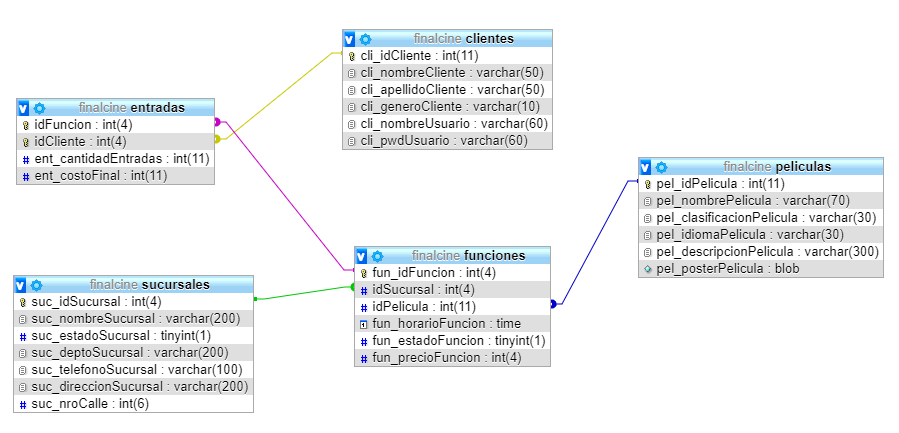 finalcine clientes
cli_idCliente : int(11)
cli_nombreCliente : varchar(50)
cli_apellidoCliente : varchar(50)
cli_generoCliente : varchar(10)
cli_nombreUsuario : varchar(60)
cli_pwdUsuario : varchar(60)
finalcine entradas
idFuncion : int(4)
idCliente : int(4)
ent_cantidadEntradas : int(11)
ent_costoFinal : int(11)
finalcine peliculas
pel_idPelicula : int(11)
pel_nombrePelicula : varchar(70)
pel_clasificacionPelicula : varchar(30)
pel_idiomaPelicula : varchar(30)
pel_descripcionPelicula : varchar(300)
pel_posterPelicula : blob
finalcine funciones
fun_idFuncion : int(4)
idSucursal : int(4)
idPelicula : int(11)
fun_horarioFuncion : time
fun_estadoFuncion : tinyint(1)
fun_precioFuncion : int(4)
finalcine sucursales
suc_idSucursal : int(4)
suc_nombreSucursal : varchar(200)
suc_estadoSucursal : tinyint(1)
suc_deptoSucursal : varchar(200)
suc_telefonoSucursal : varchar(100)
suc_direccionSucursal : varchar(200)
suc_nroCalle : int(6)